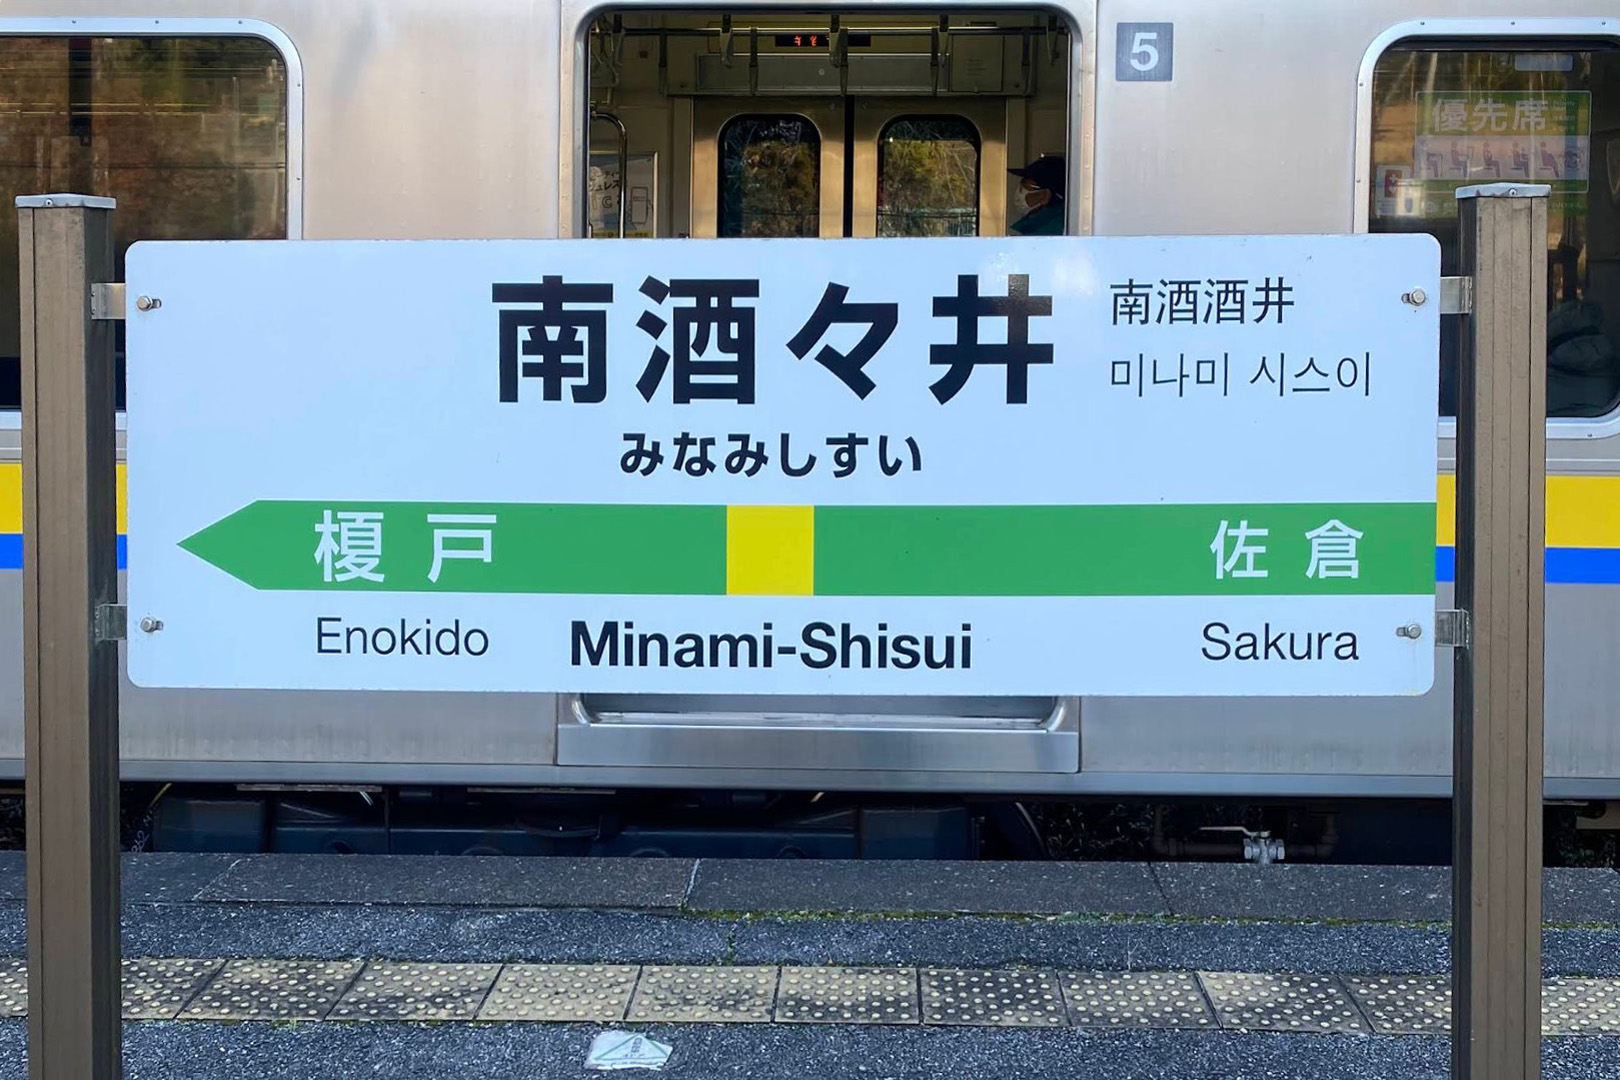 5
優先席
南酒々井
南酒酒井
미나미 시스이
みなみしすい
榎戸
佐倉
Enokido
Minami-Shisui
Sakura